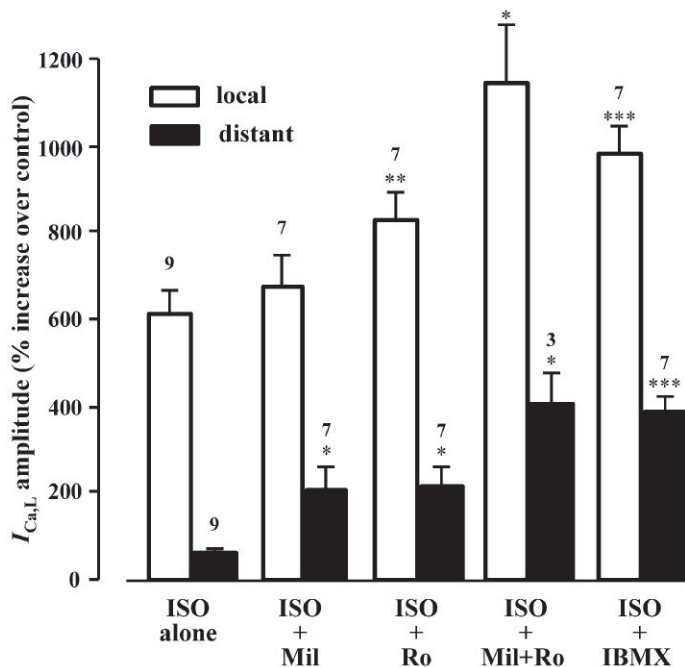 I_Ca,L amplitude (% increase over control)
1200
1000
800
600
400
200
0
local
distant
9
9
7
7
*
7
**
7
*
*
3
*
7
***
7
***
ISO
alone
ISO
+
Mil
ISO
+
Ro
ISO
+
Mil+Ro
ISO
+
IBMX